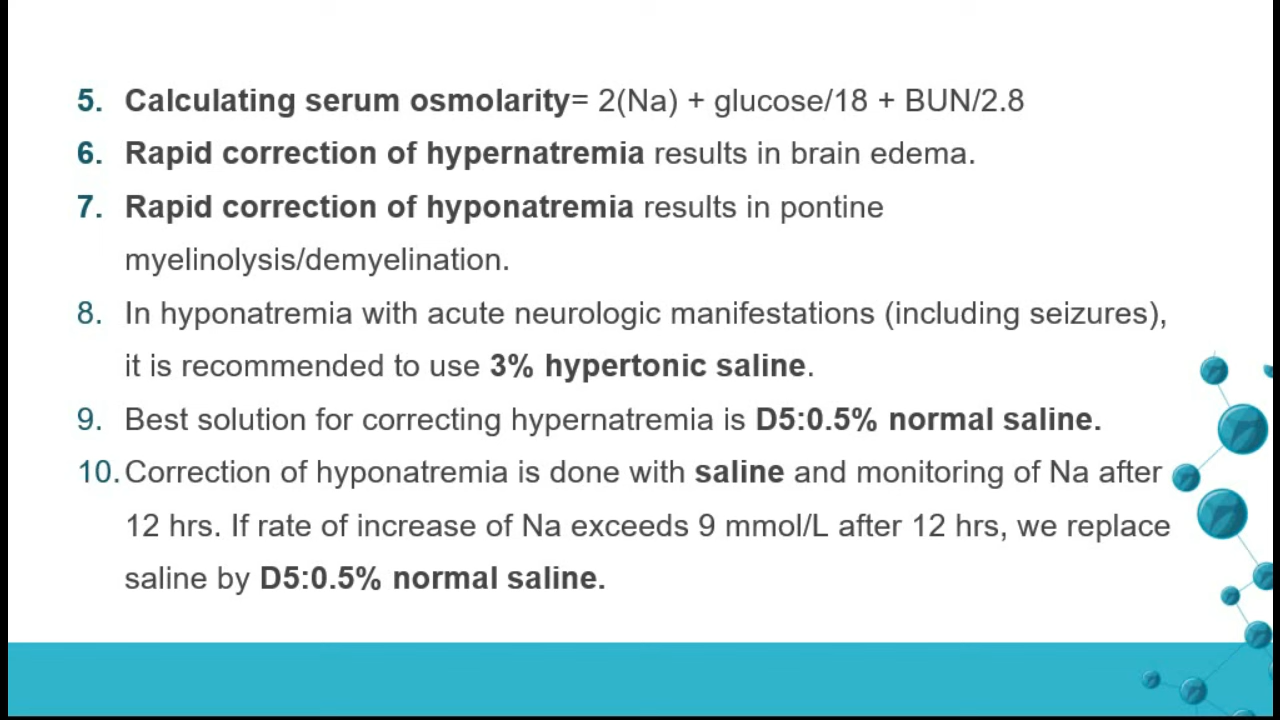 5. Calculating serum osmolarity= 2(Na) + glucose/18 + BUN/2.8
6. Rapid correction of hypernatremia results in brain edema.
7. Rapid correction of hyponatremia results in pontine
myelinolysis/demyelination.
8. In hyponatremia with acute neurologic manifestations (including seizures),
it is recommended to use 3% hypertonic saline.
9. Best solution for correcting hypernatremia is D5:0.5% normal saline.
10. Correction of hyponatremia is done with saline and monitoring of Na after
12 hrs. If rate of increase of Na exceeds 9 mmol/L after 12 hrs, we replace
saline by D5:0.5% normal saline.